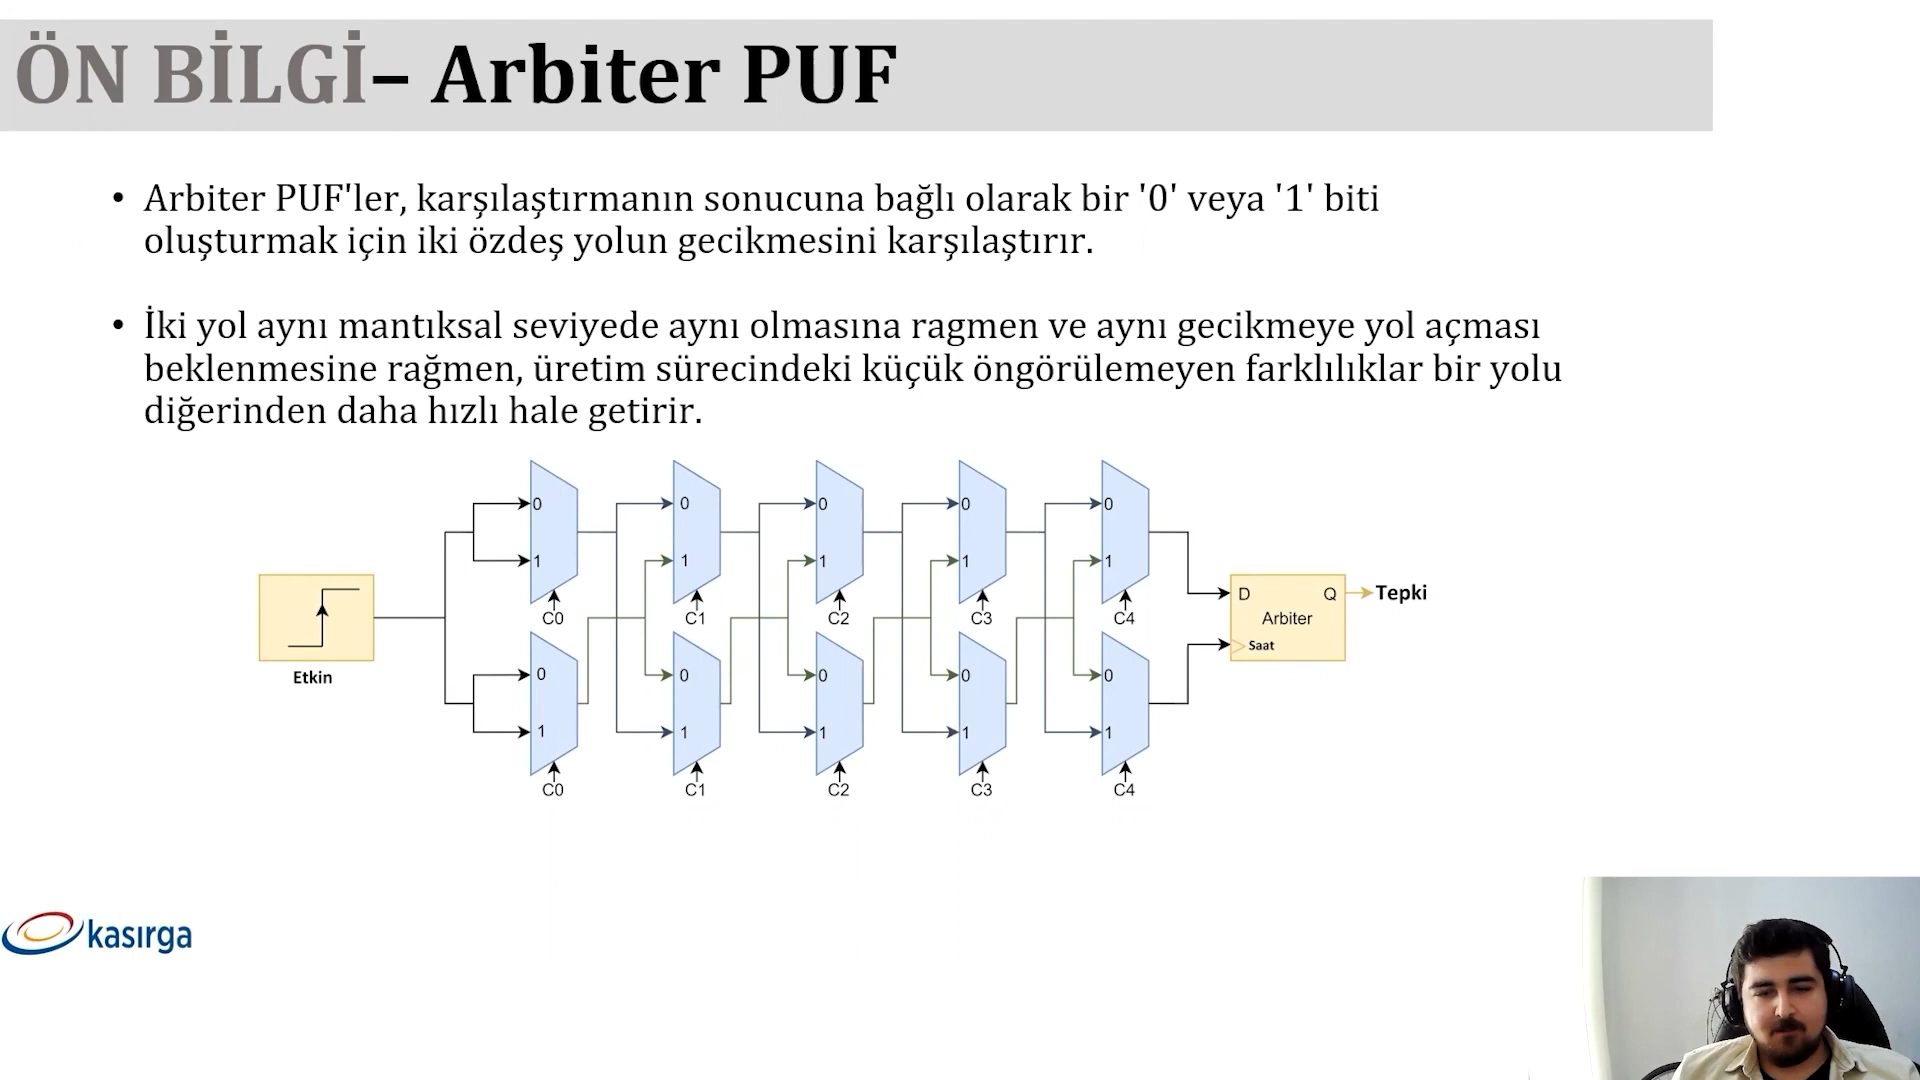 ÖN BİLGİ– Arbiter PUF
• Arbiter PUF'ler, karşılaştırmanın sonucuna bağlı olarak bir '0' veya '1' biti
oluşturmak için iki özdeş yolun gecikmesini karşılaştırır.
• İki yol aynı mantıksal seviyede aynı olmasına ragmen ve aynı gecikmeye yol açması
beklenmesine rağmen, üretim sürecindeki küçük öngörülemeyen farklılıklar bir yolu
diğerinden daha hızlı hale getirir.
0 0 0 0 0
1 1 1 1 1
C0 C1 C2 C3 C4
Etkin
0 0 0 0 0
1 1 1 1 1
C0 C1 C2 C3 C4
D Q
Arbiter
Saat
Tepki
kasırga